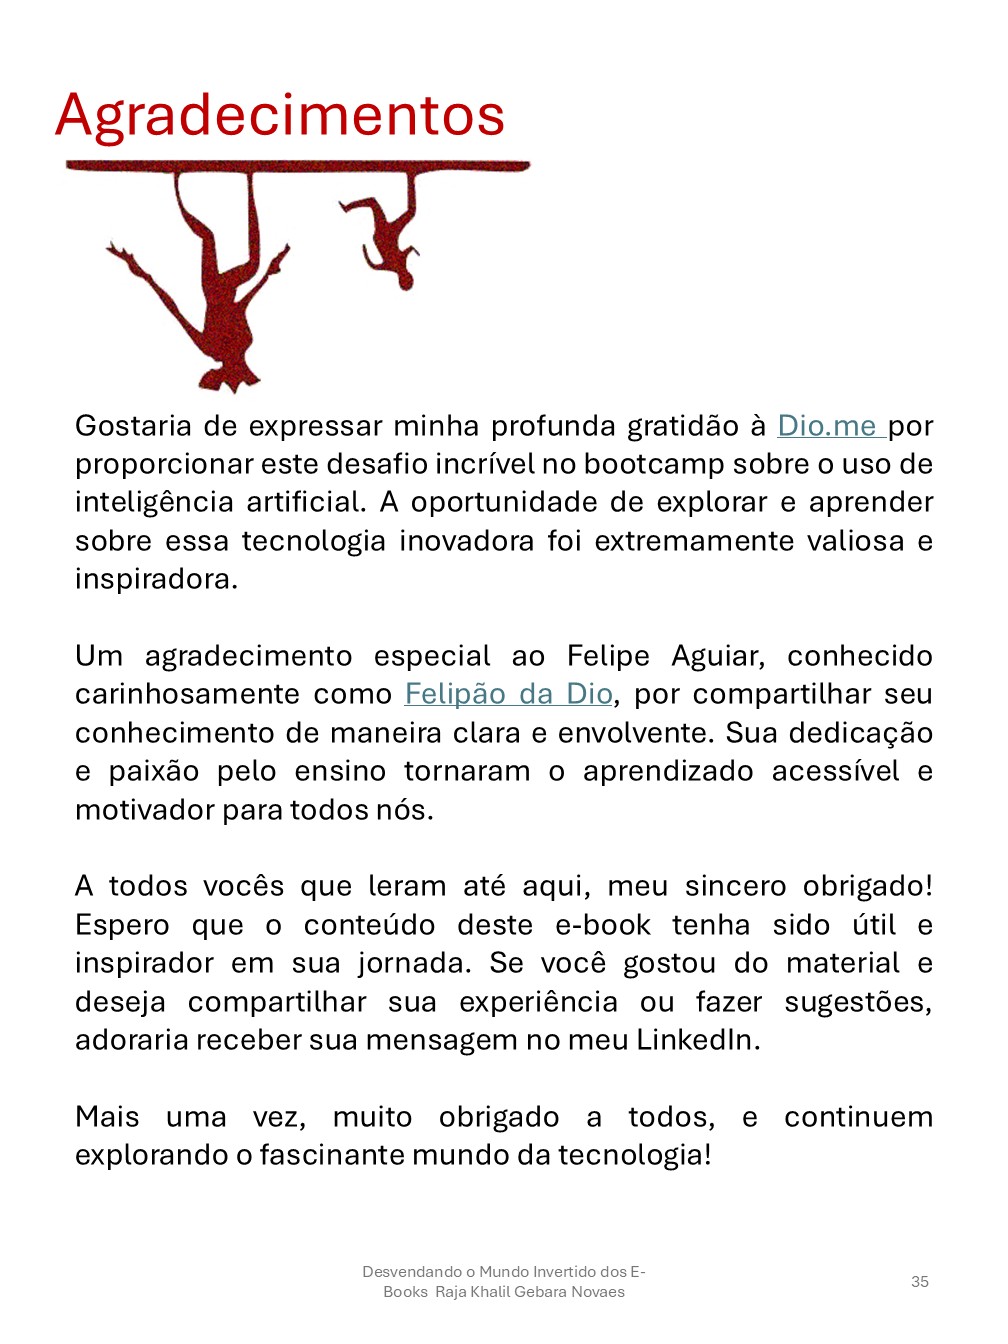 Agradecimentos
Gostaria de expressar minha profunda gratidão à Dio.me por
proporcionar este desafio incrível no bootcamp sobre o uso de
inteligência artificial. A oportunidade de explorar e aprender
sobre essa tecnologia inovadora foi extremamente valiosa e
inspiradora.
Um agradecimento especial ao Felipe Aguiar, conhecido
carinhosamente como Felipão da Dio, por compartilhar seu
conhecimento de maneira clara e envolvente. Sua dedicação
e paixão pelo ensino tornaram o aprendizado acessível e
motivador para todos nós.
A todos vocês que leram até aqui, meu sincero obrigado!
Espero que o conteúdo deste e-book tenha sido útil e
inspirador em sua jornada. Se você gostou do material e
deseja compartilhar sua experiência ou fazer sugestões,
adoraria receber sua mensagem no meu LinkedIn.
Mais uma vez, muito obrigado a todos, e continuem
explorando o fascinante mundo da tecnologia!
Desvendando o Mundo Invertido dos E-
Books Raja Khalil Gebara Novaes
35